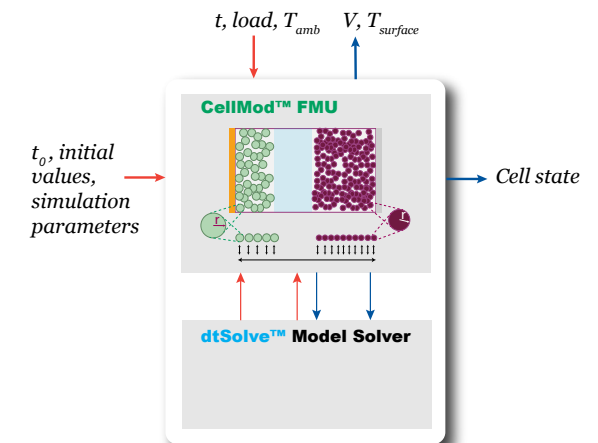 t, load, T_amb
V, T_surface
CellMod™ FMU
t_0, initial
values,
simulation
parameters
Cell state
r
r
dtSolve™ Model Solver